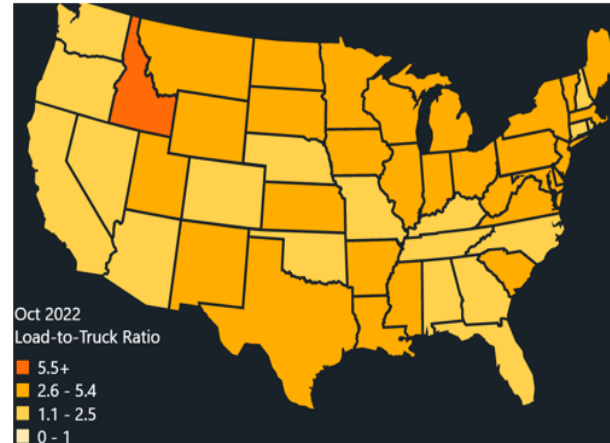 Oct 2022
Load-to-Truck Ratio
5.5+
2.6 - 5.4
1.1 - 2.5
0 - 1